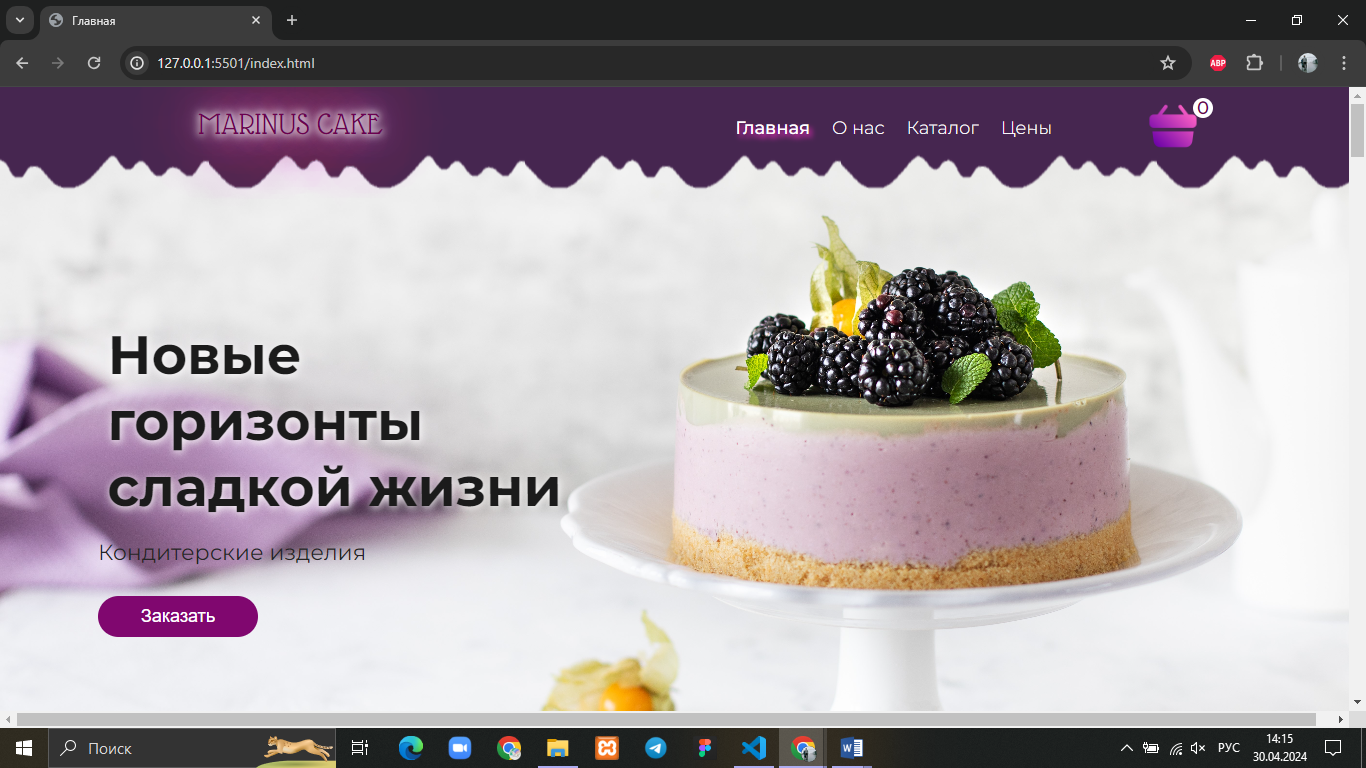 Главная
127.0.0.1:5501/index.html
ABP
MARINUS CAKE
Главная О нас Каталог Цены
0
Новые
горизонты
сладкой жизни
Кондитерские изделия
Заказать
Поиск
РУС
14:15
30.04.2024